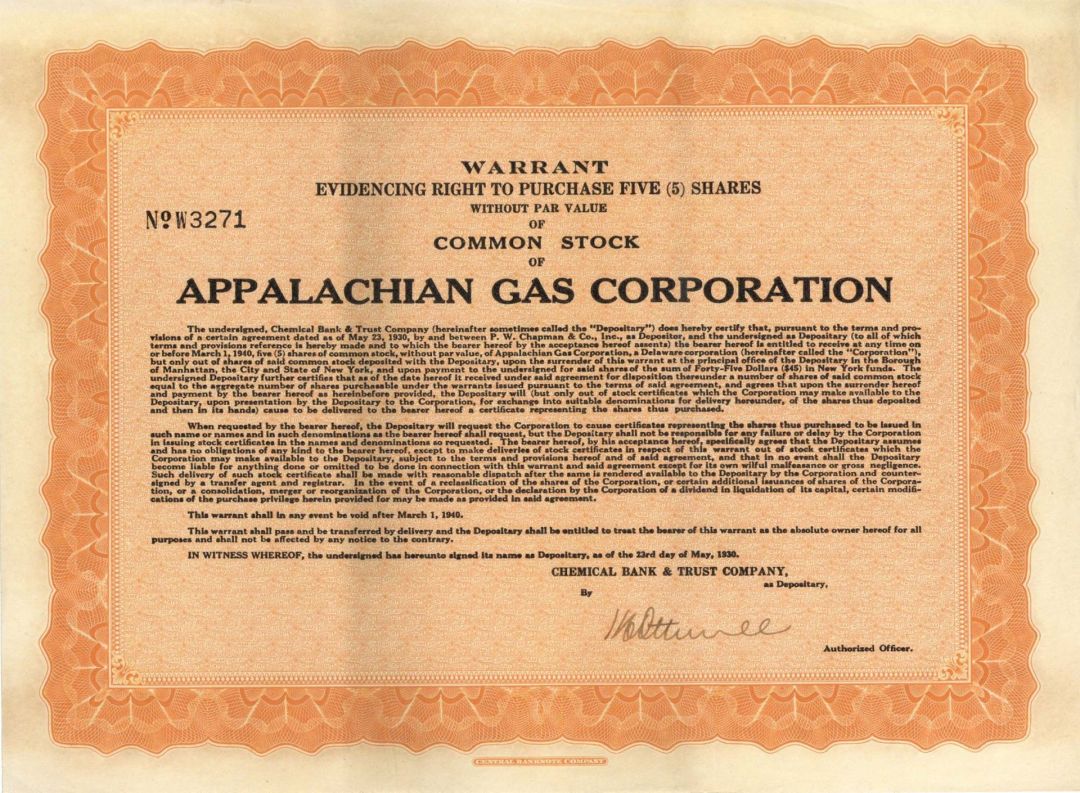 WARRANT
EVIDENCING RIGHT TO PURCHASE FIVE (5) SHARES
WITHOUT PAR VALUE
OF
COMMON STOCK
OF
No. W3271
APPALACHIAN GAS CORPORATION
The undersigned, Chemical Bank & Trust Company (hereinafter sometimes called the "Depositary") does hereby certify that, pursuant to the terms and pro-
visions of a certain agreement dated as of May 23, 1930, by and between P. W. Chapman & Co., Inc., as Depositor, and the undersigned as Depositary (to all of which
terms and provisions reference is hereby made and to which the bearer hereof by the acceptance hereof assents) the bearer hereof is entitled to receive at any time on
or before March 1, 1940, five (5) shares of common stock, without par value, of Appalachian Gas Corporation, a Delaware corporation (hereinafter called the "Corporation"),
but only out of shares of said common stock deposited with the Depositary, upon the surrender of this warrant at the principal office of the Depositary in the Borough
of Manhattan, the City and State of New York, and upon payment to the undersigned for said shares of the sum of Forty-Five Dollars ($45) in New York funds. The
undersigned Depositary further certifies that as of the date hereof it received under said agreement for disposition thereunder a number of shares of said common stock
equal to the aggregate number of shares purchasable under the warrants issued pursuant to the terms of said agreement, and agrees that upon the surrender hereof
and payment by the bearer hereof as hereinbefore provided, the Depositary will (but only out of stock certificates which the Corporation may make available to the
Depositary, upon presentation by the Depositary to the Corporation, for exchange into suitable denominations for delivery hereunder, of the shares thus deposited
and then in its hands) cause to be delivered to the bearer hereof a certificate representing the shares thus purchased.
When requested by the bearer hereof, the Depositary will request the Corporation to cause certificates representing the shares thus purchased to be issued in
such name or names and in such denominations as the bearer hereof shall request, but the Depositary shall not be responsible for any failure or delay by the Corporation
in issuing stock certificates in the names and denominations so requested. The bearer hereof, by his acceptance hereof, specifically agrees that the Depositary assumes
and has no obligations of any kind to the bearer hereof, except to make deliveries of stock certificates in respect of this warrant out of stock certificates which the
Corporation may make available to the Depositary, subject to the terms and provisions hereof and of said agreement, and that in no event shall the Depositary
become liable for anything done or omitted to be done in connection with this warrant and said agreement except for its own wilful malfeasance or gross negligence.
Such delivery of such stock certificate shall be made with reasonable dispatch after the same is rendered available to the Depositary by the Corporation and counter-
signed by a transfer agent and registrar. In the event of a reclassification of the shares of the Corporation, or certain additional issuances of shares of the Corpora-
tion, or a consolidation, merger or reorganization of the Corporation, or the declaration by the Corporation of a dividend in liquidation of its capital, certain modifi-
cations of the purchase privilege herein provided for may be made as provided in said agreement.
This warrant shall in any event be void after March 1, 1940.
This warrant shall pass and be transferred by delivery and the Depositary shall be entitled to treat the bearer of this warrant as the absolute owner hereof for all
purposes and shall not be affected by any notice to the contrary.
IN WITNESS WHEREOF, the undersigned has hereunto signed its name as Depositary, as of the 23rd day of May, 1930.
CHEMICAL BANK & TRUST COMPANY,
as Depositary,
By
Authorized Officer.
CENTRAL BANKNOTE COMPANY